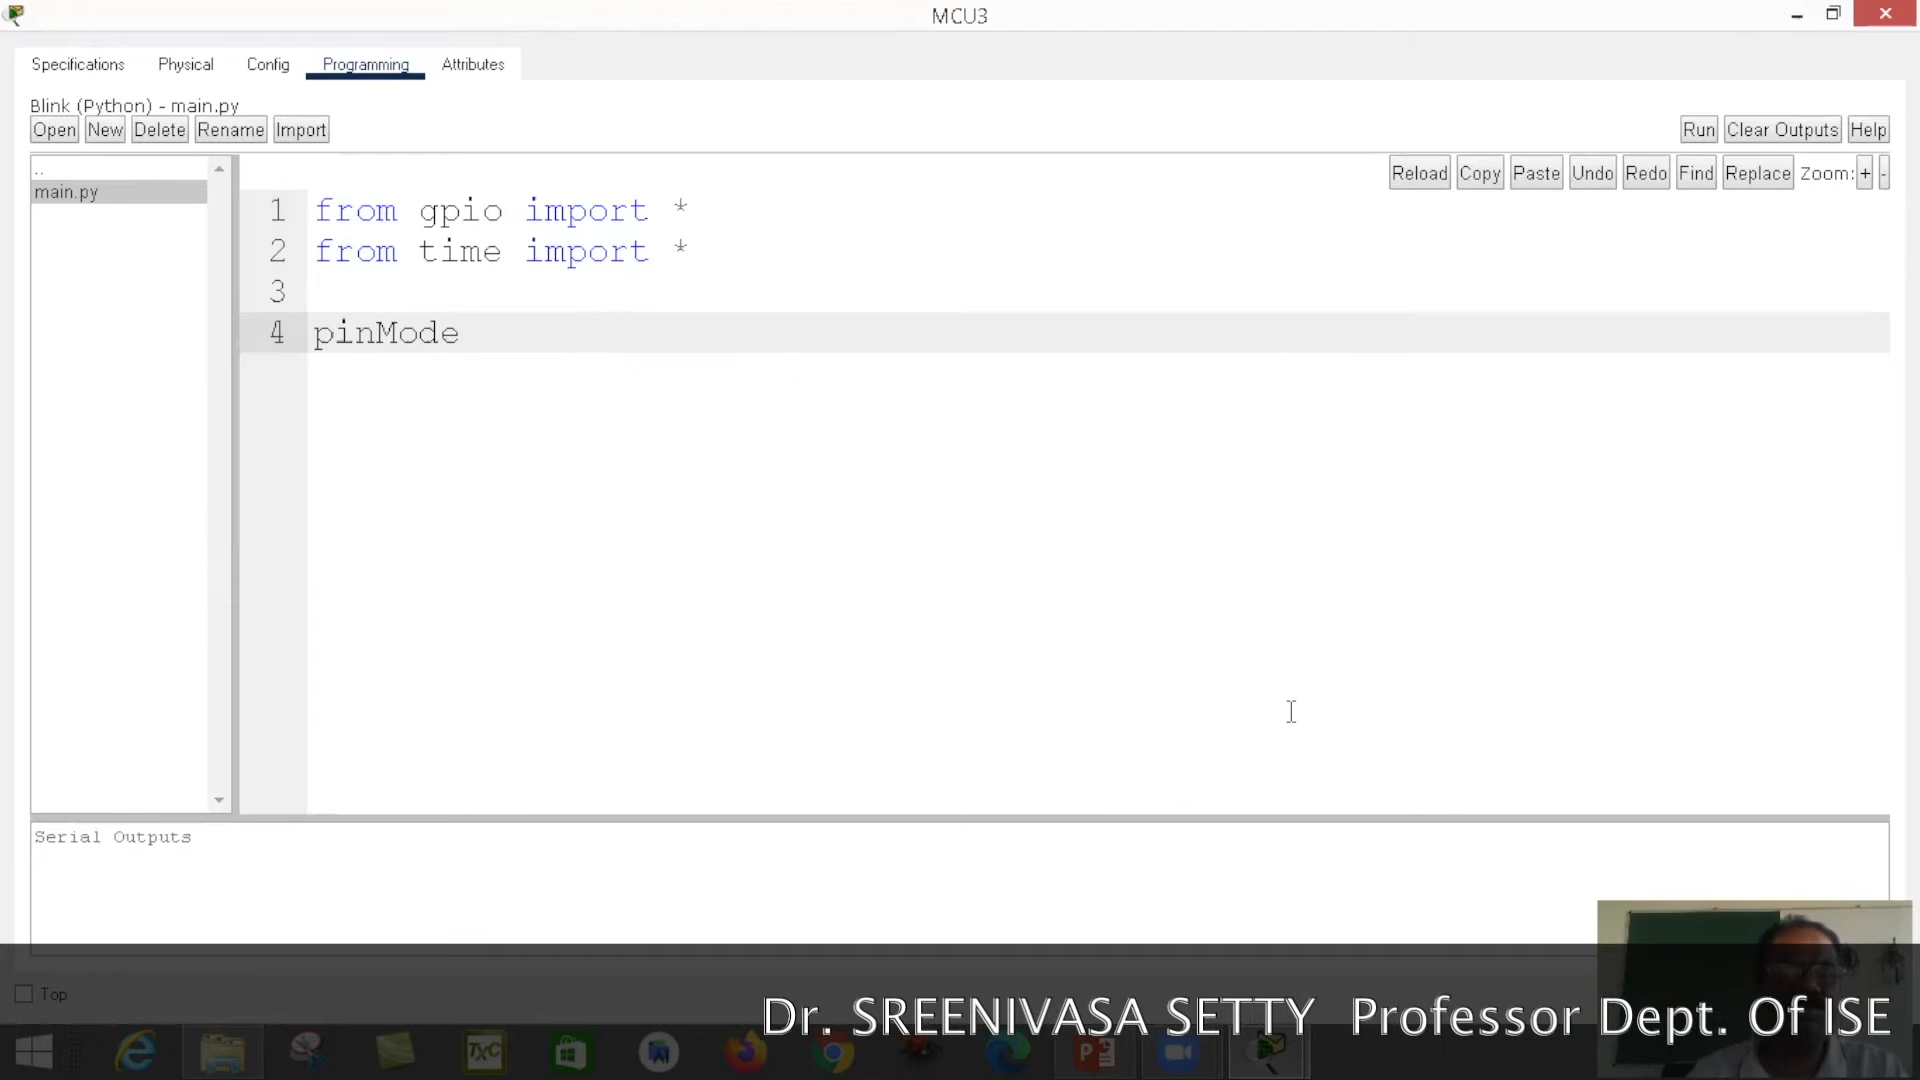 MCU3
Specifications Physical Config Programming Attributes
Blink (Python) - main.py
Open New Delete Rename Import Run Clear Outputs Help
Reload Copy Paste Undo Redo Find Replace Zoom: + -
..
main.py
1 from gpio import *
2 from time import *
3
4 pinMode
Serial Outputs
Top
Dr. SREENIVASA SETTY Professor Dept. Of ISE